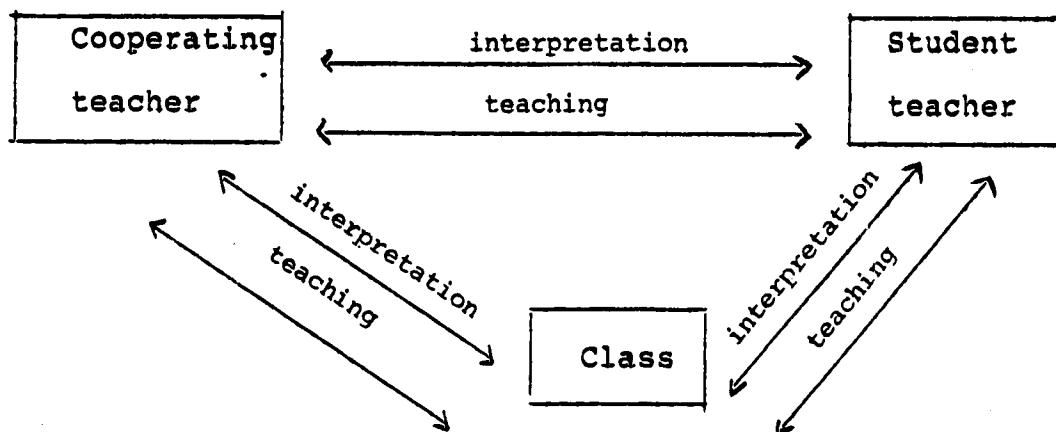 Cooperating
teacher
interpretation
teaching
Student
teacher
interpretation
teaching
interpretation
teaching
Class